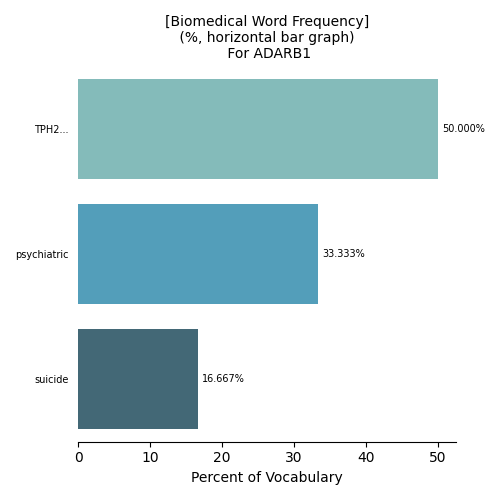 [Biomedical Word Frequency]
(%, horizontal bar graph)
For ADARB1
TPH2...
50.000%
psychiatric
33.333%
suicide
16.667%
0 10 20 30 40 50
Percent of Vocabulary